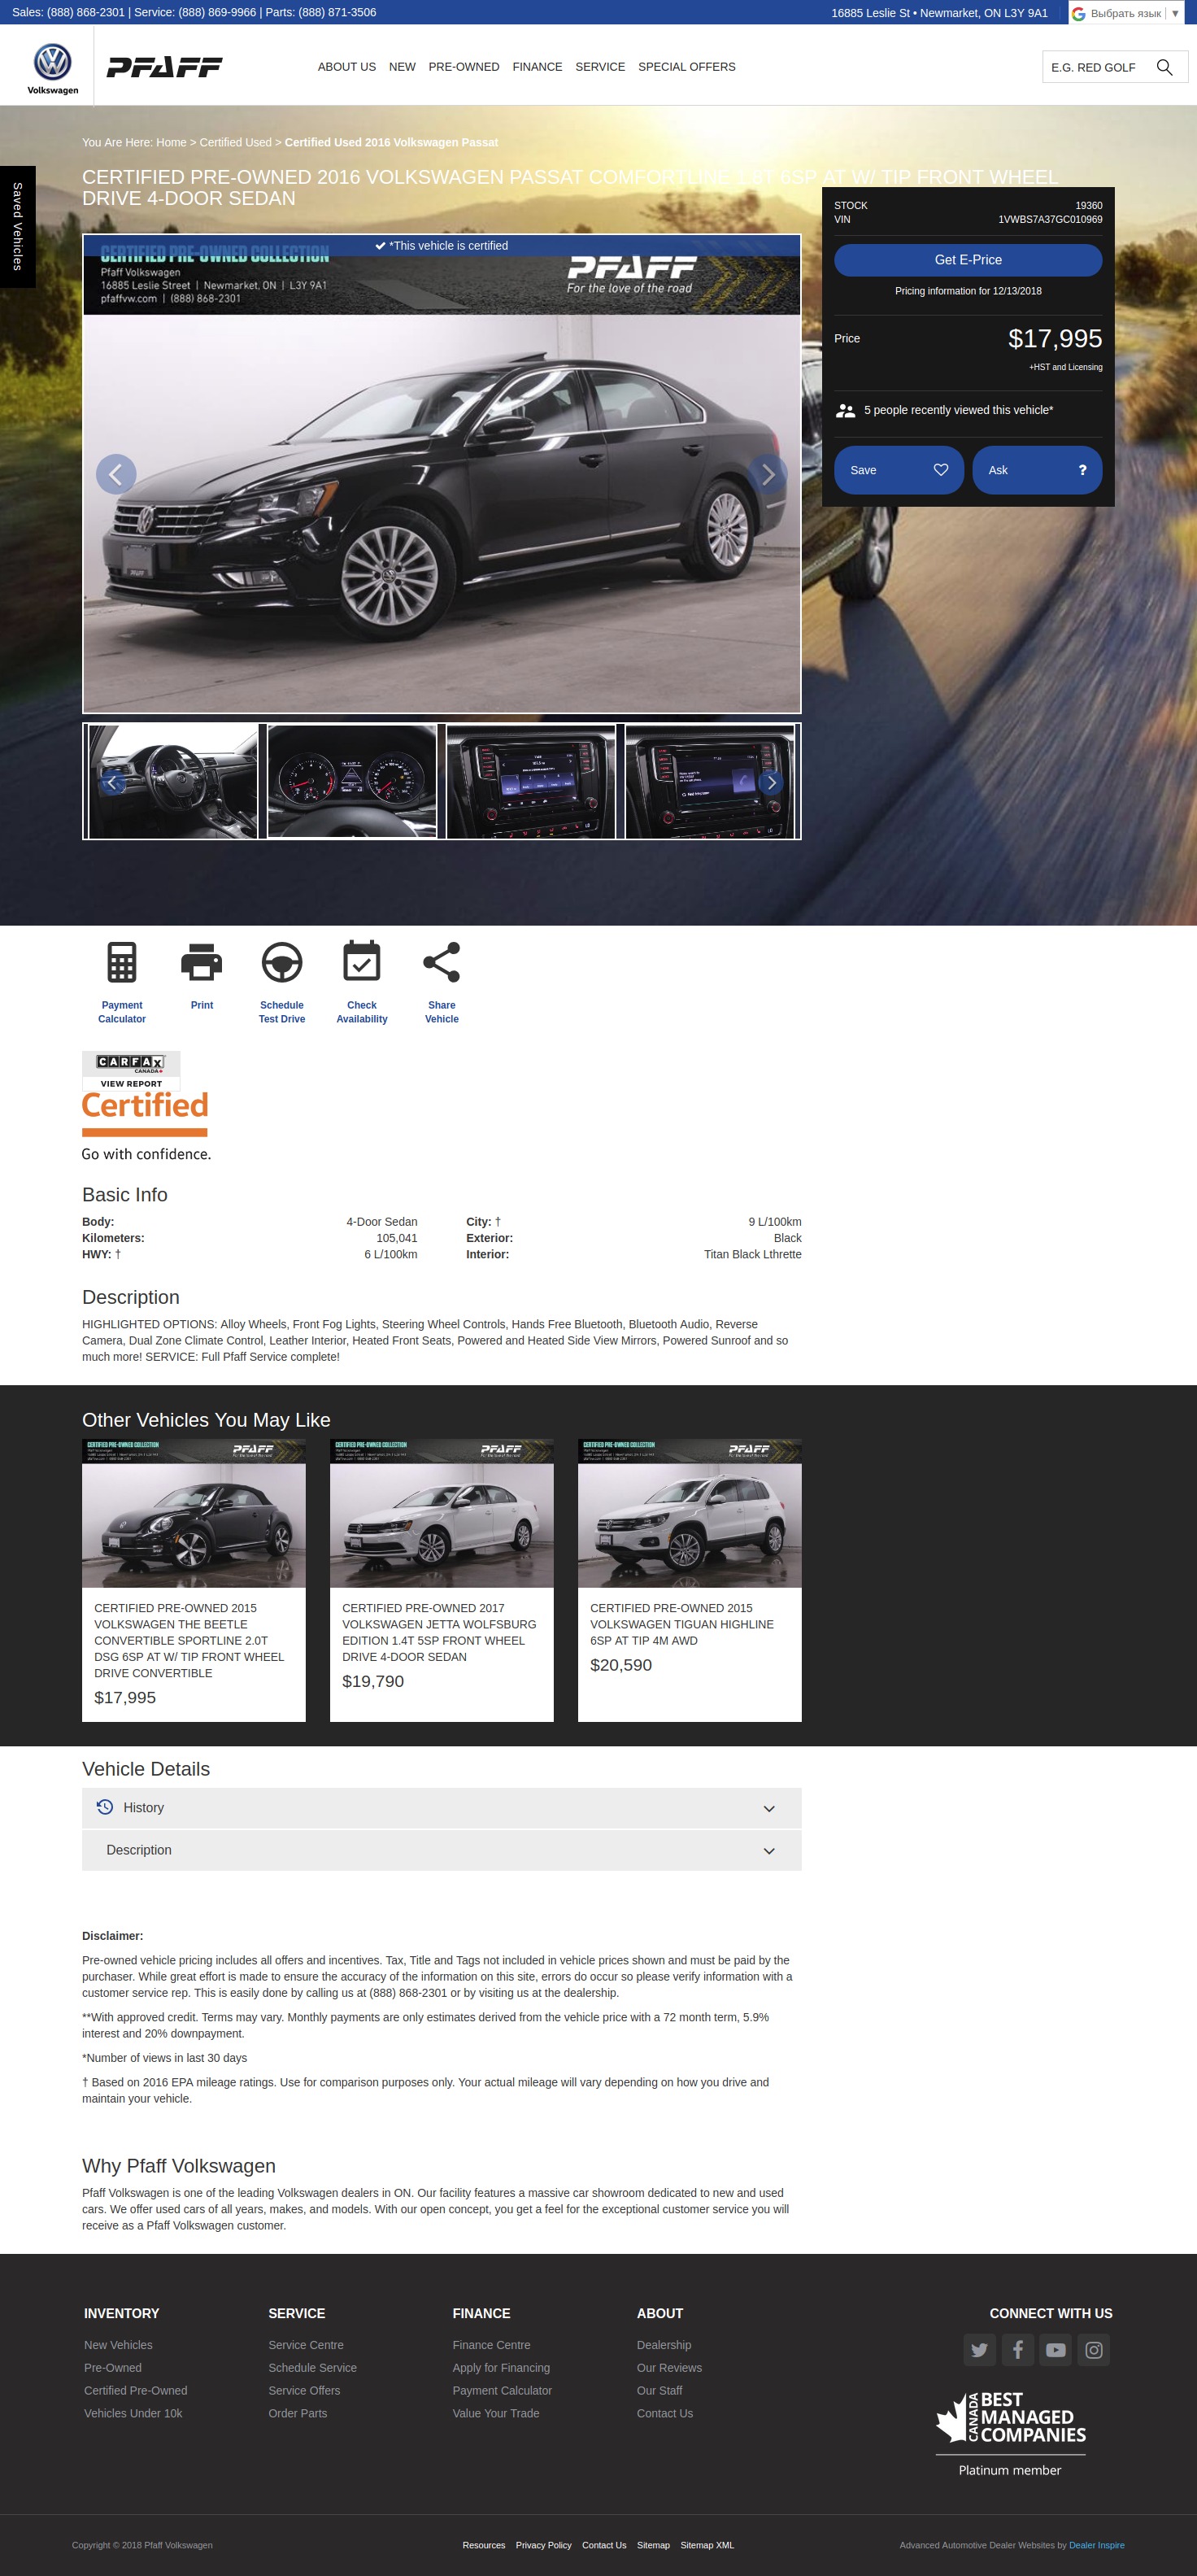 Sales: (888) 868-2301 | Service: (888) 869-9966 | Parts: (888) 871-3506
16885 Leslie St • Newmarket, ON L3Y 9A1
Выбрать язык ▼
Volkswagen
PFAFF
ABOUT US NEW PRE-OWNED FINANCE SERVICE SPECIAL OFFERS
E.G. RED GOLF
Saved Vehicles
You Are Here: Home > Certified Used > Certified Used 2016 Volkswagen Passat
CERTIFIED PRE-OWNED 2016 VOLKSWAGEN PASSAT COMFORTLINE 1.8T 6SP AT W/ TIP FRONT WHEEL
DRIVE 4-DOOR SEDAN
*This vehicle is certified
CERTIFIED PRE-OWNED COLLECTION
Pfaff Volkswagen
16885 Leslie Street | Newmarket, ON | L3Y 9A1
pfaffvw.com | (888) 868-2301
PFAFF
For the love of the road
STOCK 19360
VIN 1VWBS7A37GC010969
Get E-Price
Pricing information for 12/13/2018
Price $17,995
+HST and Licensing
5 people recently viewed this vehicle*
Save
Ask ?
Payment
Calculator
Print
Schedule
Test Drive
Check
Availability
Share
Vehicle
CARFAX
CANADA
VIEW REPORT
Certified
Go with confidence.
Basic Info
Body: 4-Door Sedan
City: † 9 L/100km
Kilometers: 105,041
Exterior: Black
HWY: † 6 L/100km
Interior: Titan Black Lthrette
Description
HIGHLIGHTED OPTIONS: Alloy Wheels, Front Fog Lights, Steering Wheel Controls, Hands Free Bluetooth, Bluetooth Audio, Reverse
Camera, Dual Zone Climate Control, Leather Interior, Heated Front Seats, Powered and Heated Side View Mirrors, Powered Sunroof and so
much more! SERVICE: Full Pfaff Service complete!
Other Vehicles You May Like
CERTIFIED PRE-OWNED COLLECTION
PFAFF
CERTIFIED PRE-OWNED COLLECTION
PFAFF
CERTIFIED PRE-OWNED COLLECTION
PFAFF
CERTIFIED PRE-OWNED 2015
VOLKSWAGEN THE BEETLE
CONVERTIBLE SPORTLINE 2.0T
DSG 6SP AT W/ TIP FRONT WHEEL
DRIVE CONVERTIBLE
$17,995
CERTIFIED PRE-OWNED 2017
VOLKSWAGEN JETTA WOLFSBURG
EDITION 1.4T 5SP FRONT WHEEL
DRIVE 4-DOOR SEDAN
$19,790
CERTIFIED PRE-OWNED 2015
VOLKSWAGEN TIGUAN HIGHLINE
6SP AT TIP 4M AWD
$20,590
Vehicle Details
History
Description
Disclaimer:
Pre-owned vehicle pricing includes all offers and incentives. Tax, Title and Tags not included in vehicle prices shown and must be paid by the
purchaser. While great effort is made to ensure the accuracy of the information on this site, errors do occur so please verify information with a
customer service rep. This is easily done by calling us at (888) 868-2301 or by visiting us at the dealership.
**With approved credit. Terms may vary. Monthly payments are only estimates derived from the vehicle price with a 72 month term, 5.9%
interest and 20% downpayment.
*Number of views in last 30 days
† Based on 2016 EPA mileage ratings. Use for comparison purposes only. Your actual mileage will vary depending on how you drive and
maintain your vehicle.
Why Pfaff Volkswagen
Pfaff Volkswagen is one of the leading Volkswagen dealers in ON. Our facility features a massive car showroom dedicated to new and used
cars. We offer used cars of all years, makes, and models. With our open concept, you get a feel for the exceptional customer service you will
receive as a Pfaff Volkswagen customer.
INVENTORY
New Vehicles
Pre-Owned
Certified Pre-Owned
Vehicles Under 10k
SERVICE
Service Centre
Schedule Service
Service Offers
Order Parts
FINANCE
Finance Centre
Apply for Financing
Payment Calculator
Value Your Trade
ABOUT
Dealership
Our Reviews
Our Staff
Contact Us
CONNECT WITH US
CANADA
BEST
MANAGED
COMPANIES
Platinum member
Copyright © 2018 Pfaff Volkswagen
Resources Privacy Policy Contact Us Sitemap Sitemap XML
Advanced Automotive Dealer Websites by Dealer Inspire